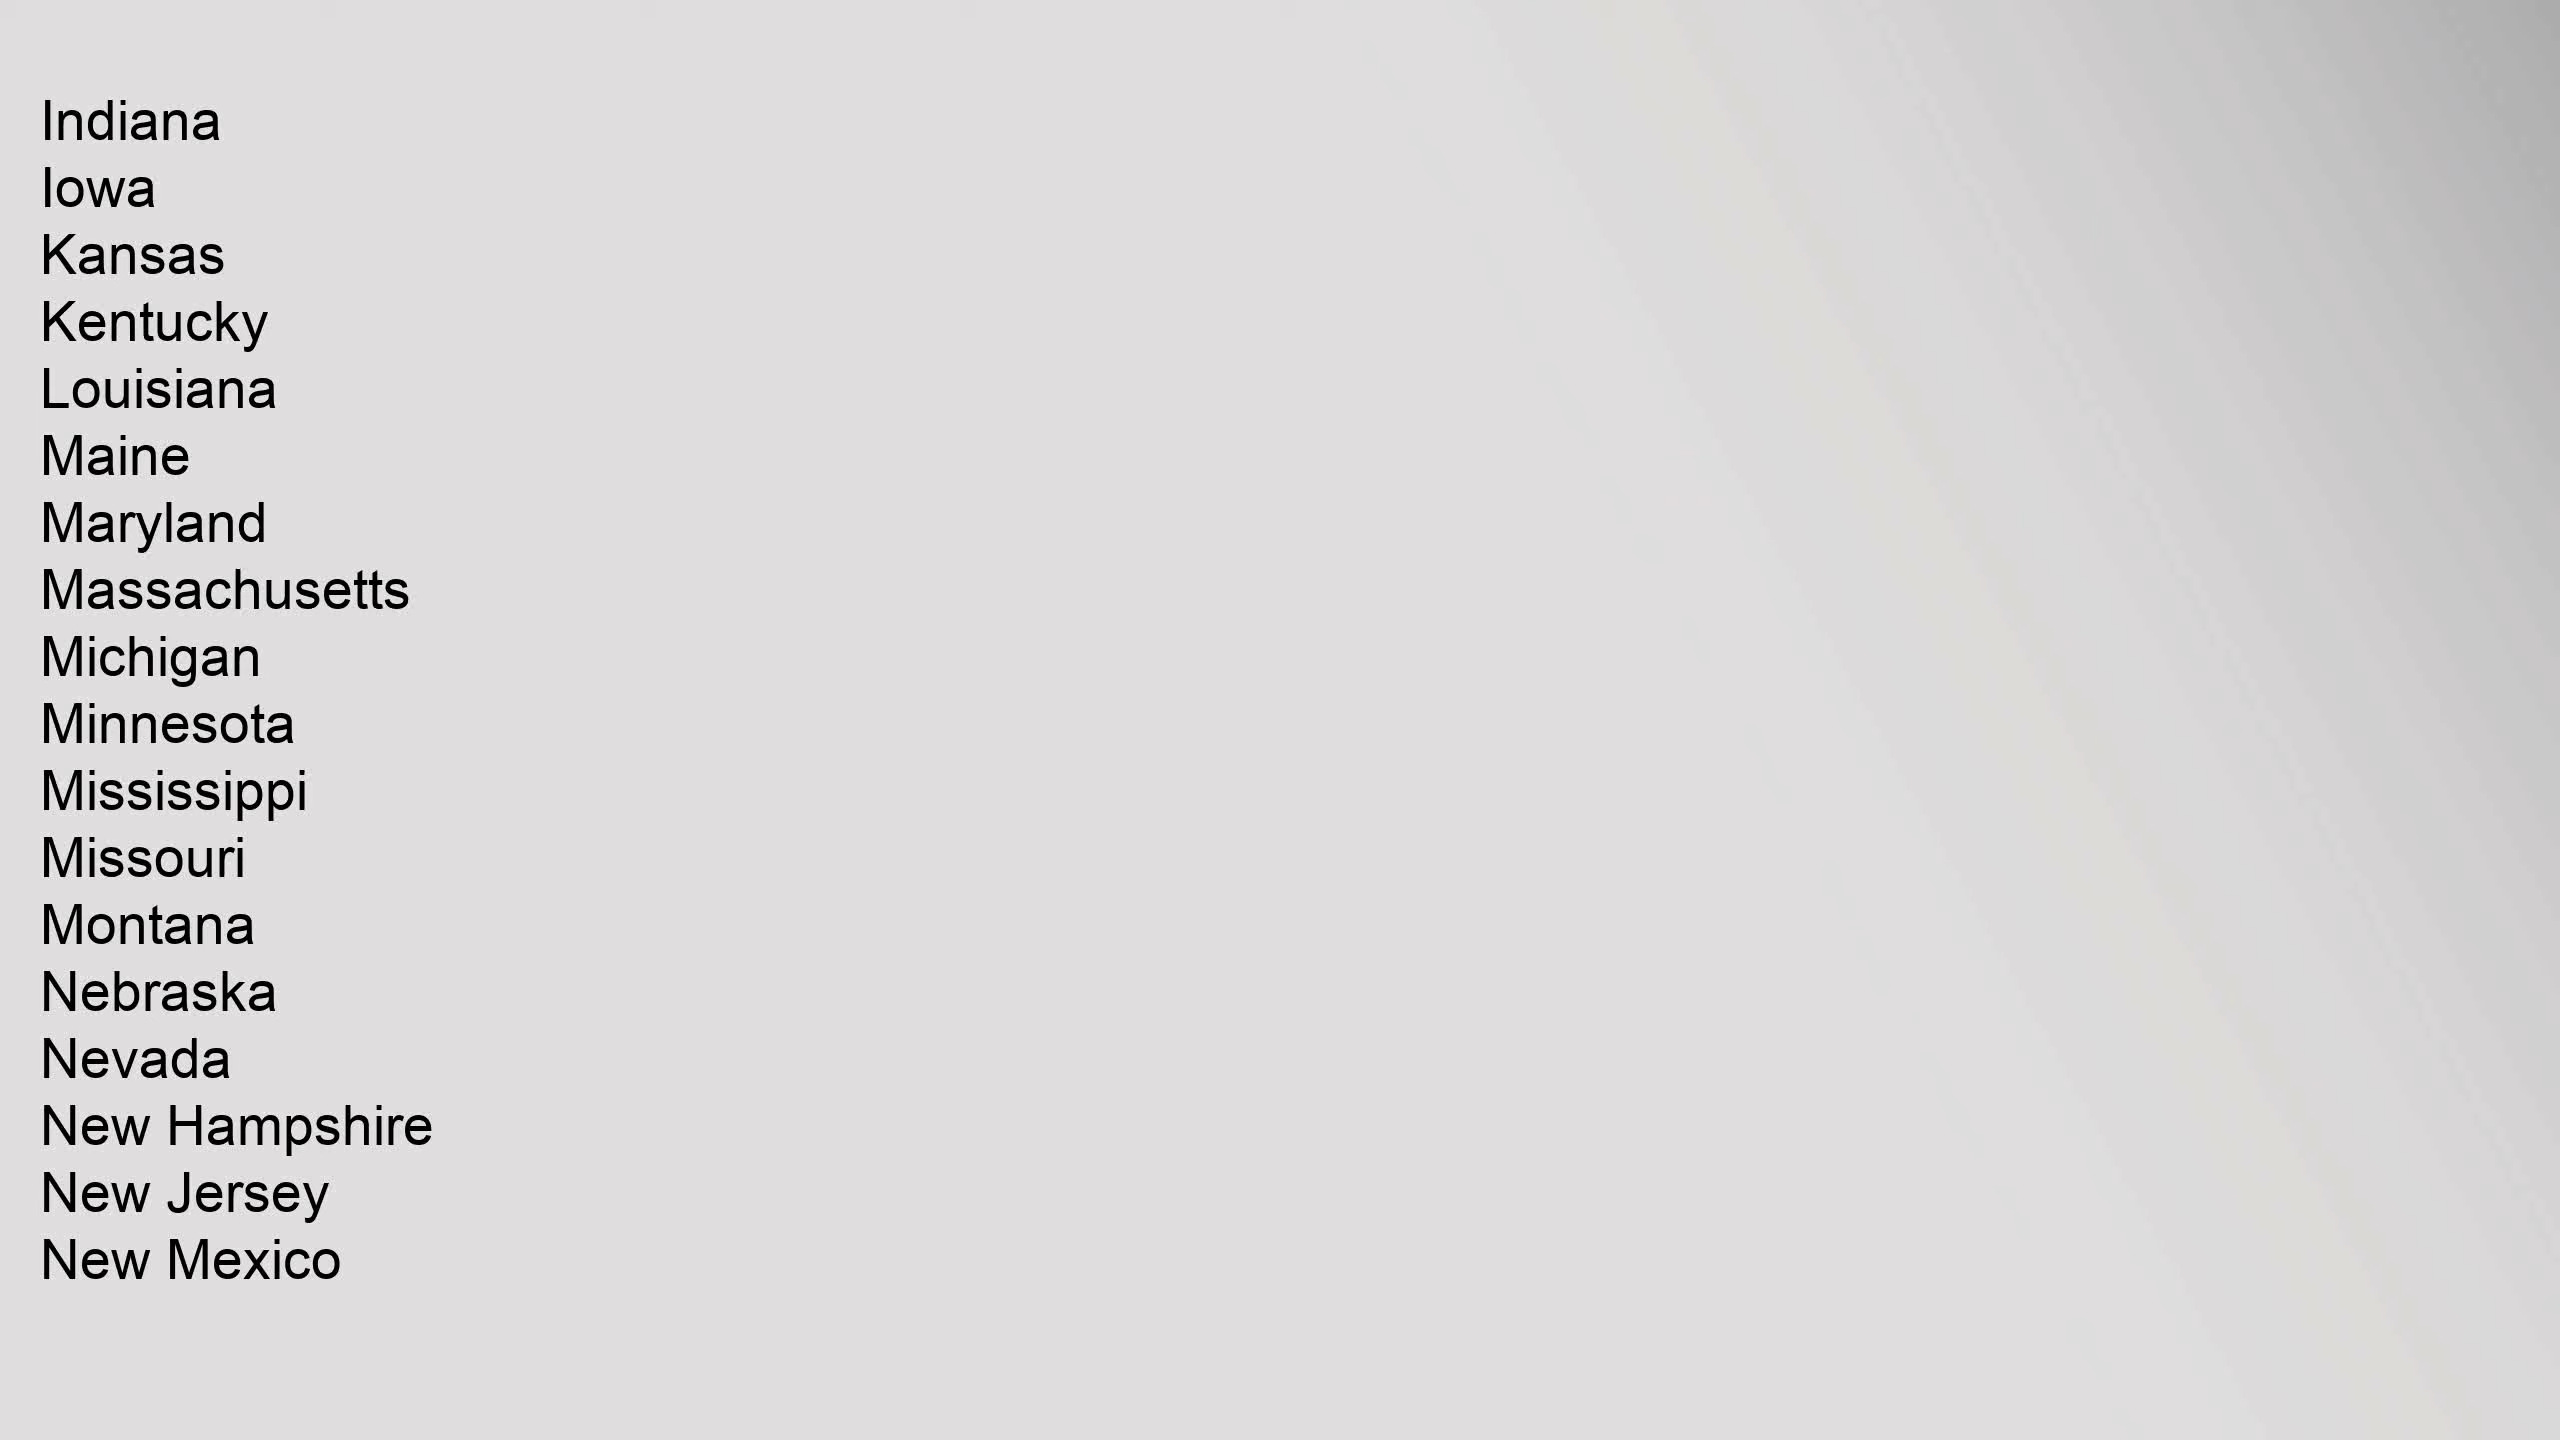 Indiana
Iowa
Kansas
Kentucky
Louisiana
Maine
Maryland
Massachusetts
Michigan
Minnesota
Mississippi
Missouri
Montana
Nebraska
Nevada
New Hampshire
New Jersey
New Mexico